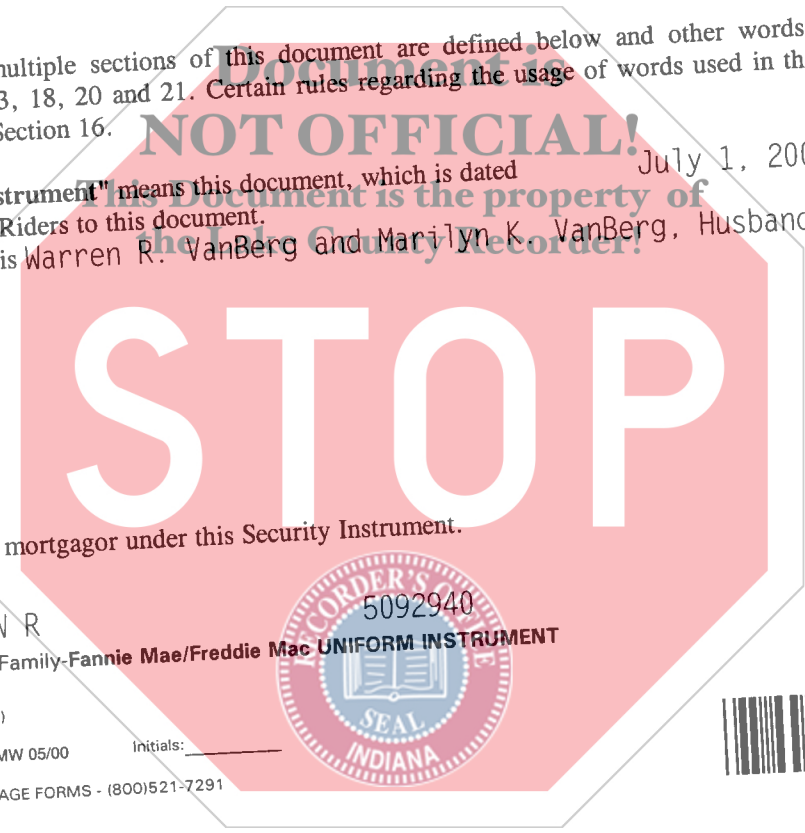 multiple sections of this document are defined below and other words
3, 18, 20 and 21. Certain rules regarding the usage of words used in th
Section 16.
Document is
NOT OFFICIAL!
This Document is the property of
the Lake County Recorder!
strument" means this document, which is dated July 1, 200
Riders to this document.
is Warren R. VanBerg and Marilyn K. VanBerg, Husband
STOP
mortgagor under this Security Instrument.
RECORDER'S OFFICE
SEAL
INDIANA
5092940
N R
Family-Fannie Mae/Freddie Mac UNIFORM INSTRUMENT
)
MW 05/00 Initials:
AGE FORMS - (800)521-7291